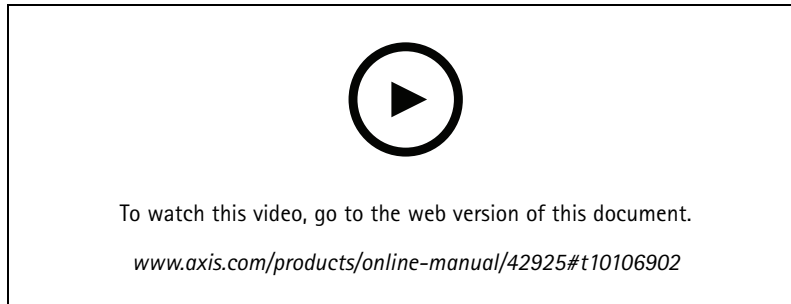 To watch this video, go to the web version of this document.
www.axis.com/products/online-manual/42925#t10106902